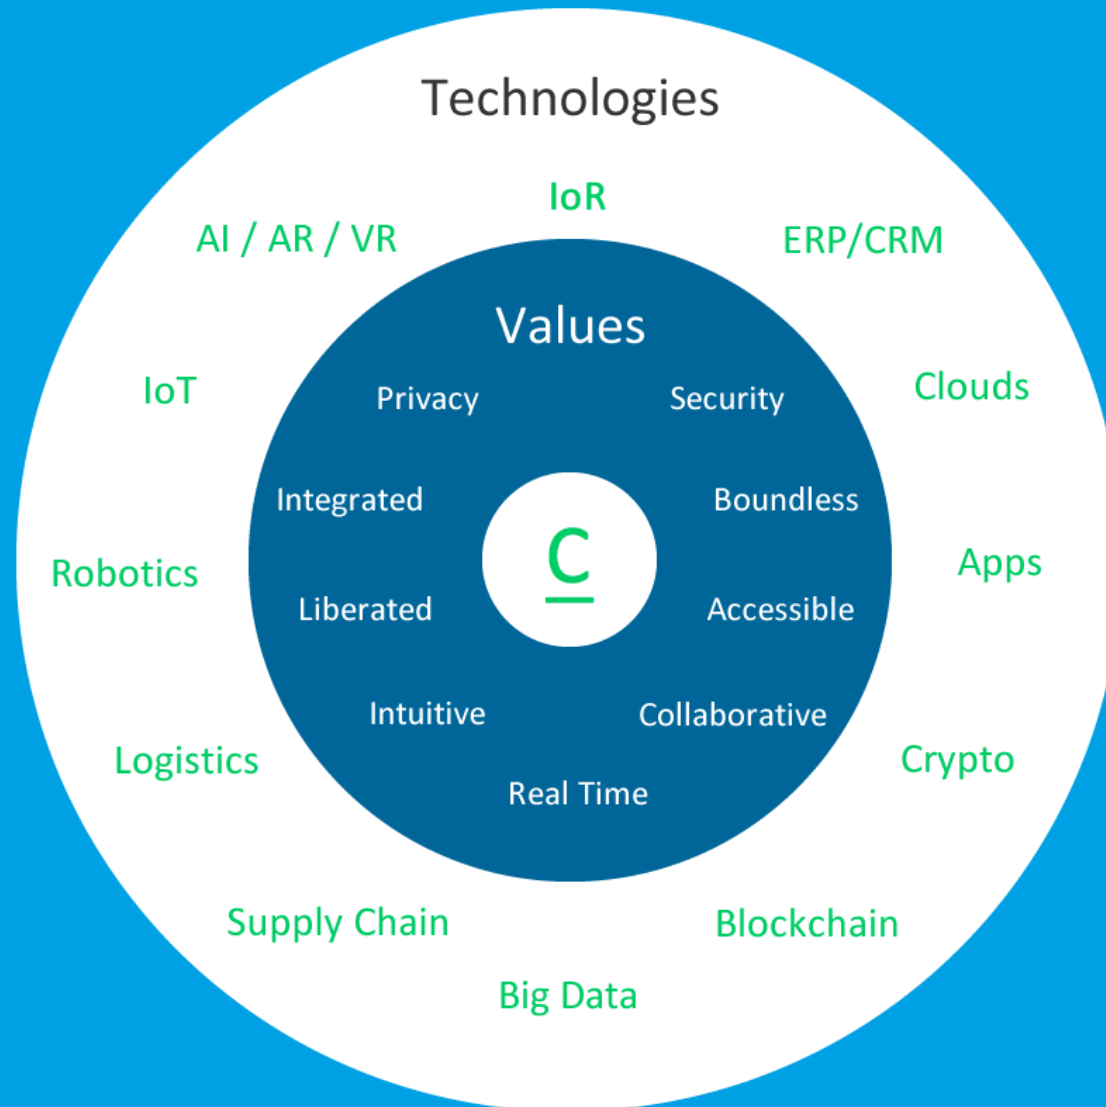 Technologies
IoR
AI / AR / VR
ERP/CRM
IoT
Clouds
Robotics
Apps
Logistics
Crypto
Supply Chain
Blockchain
Big Data
Values
Privacy
Security
Integrated
Boundless
Liberated
Accessible
Intuitive
Collaborative
Real Time
C